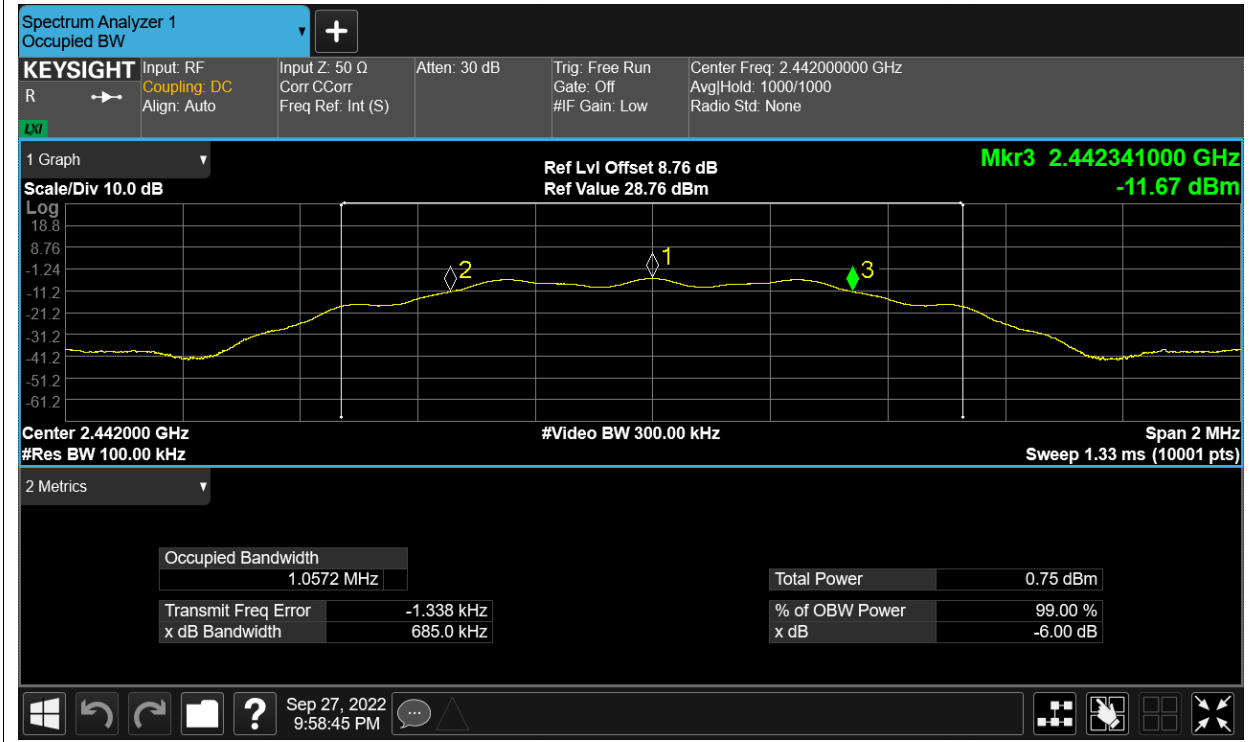 Spectrum Analyzer 1
Occupied BW
+
KEYSIGHT
R
LXI
Input: RF
Coupling: DC
Align: Auto
Input Z: 50 Ω
Corr CCorr
Freq Ref: Int (S)
Atten: 30 dB
Trig: Free Run
Gate: Off
#IF Gain: Low
Center Freq: 2.442000000 GHz
Avg|Hold: 1000/1000
Radio Std: None
1 Graph
Scale/Div 10.0 dB
Ref Lvl Offset 8.76 dB
Ref Value 28.76 dBm
Mkr3 2.442341000 GHz
-11.67 dBm
Log
18.8
8.76
-1.24
-11.2
-21.2
-31.2
-41.2
-51.2
-61.2
2
1
3
Center 2.442000 GHz
#Video BW 300.00 kHz
Span 2 MHz
#Res BW 100.00 kHz
Sweep 1.33 ms (10001 pts)
2 Metrics
Occupied Bandwidth
1.0572 MHz
Total Power 0.75 dBm
Transmit Freq Error -1.338 kHz
% of OBW Power 99.00 %
x dB Bandwidth 685.0 kHz
x dB -6.00 dB
?
Sep 27, 2022
9:58:45 PM